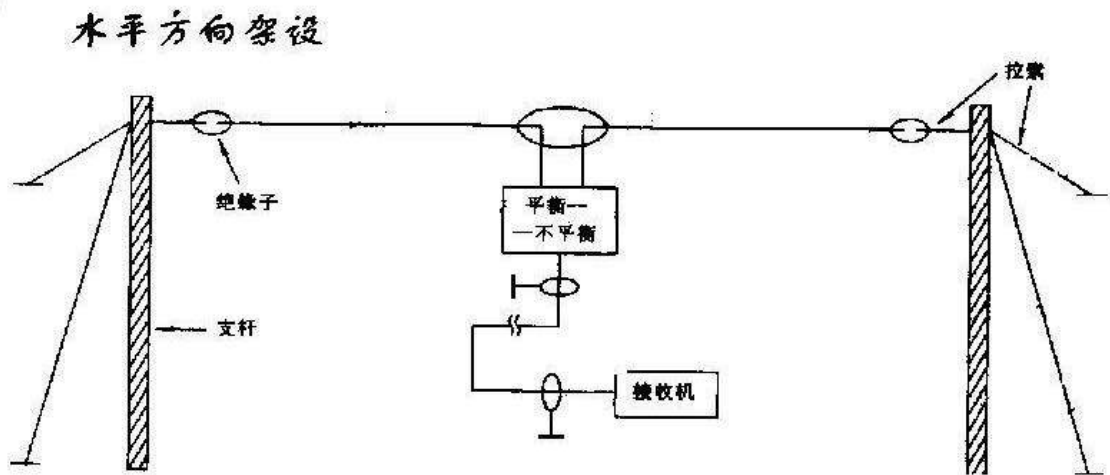 水平方向架设
拉索
绝缘子
平衡--
—不平衡
支杆
接收机